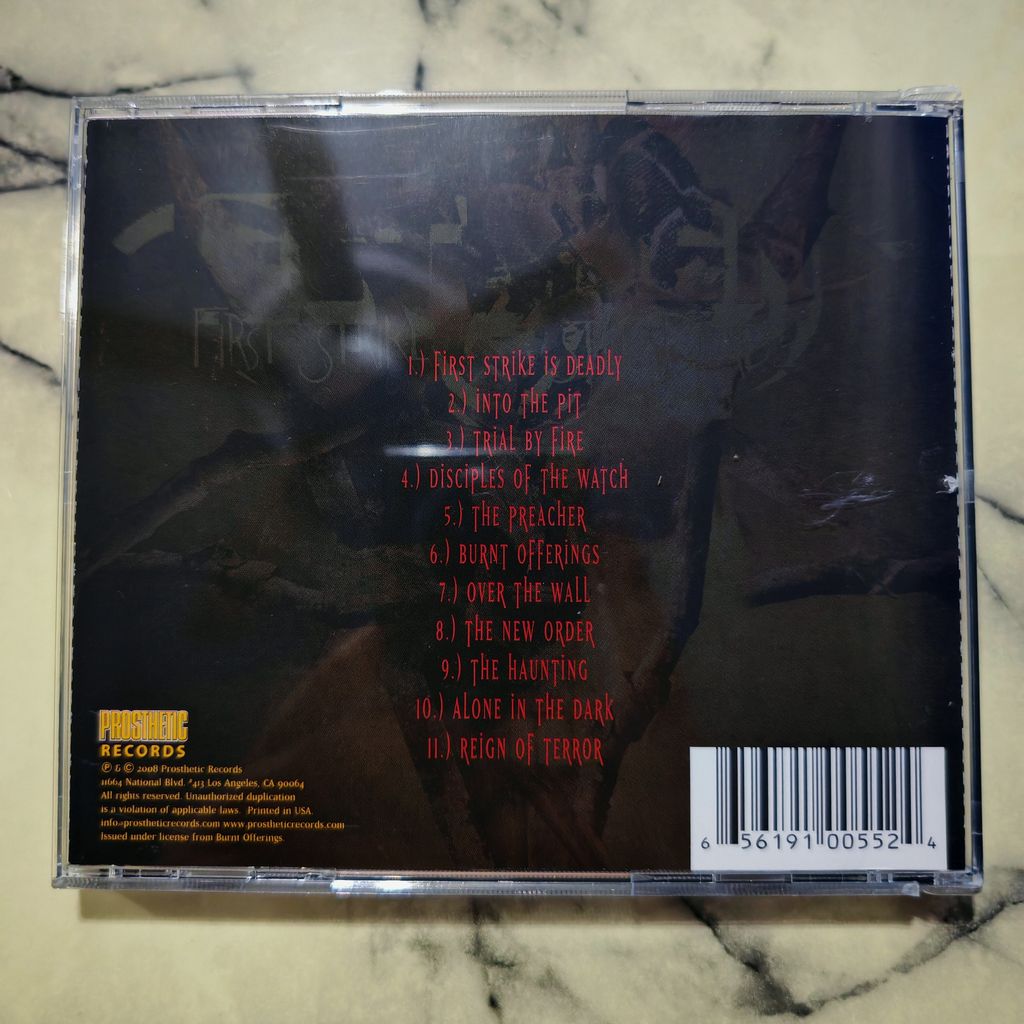 First Strike
1.) First Strike is Deadly
2.) Into the Pit
3.) Trial by Fire
4.) Disciples of the Watch
5.) The Preacher
6.) Burnt Offerings
7.) Over the Wall
8.) The New Order
9.) The Haunting
10.) Alone in the Dark
11.) Reign of Terror
PROSTHETIC
RECORDS
℗ & © 2008 Prosthetic Records
11664 National Blvd. #413 Los Angeles, CA 90064
All rights reserved. Unauthorized duplication
is a violation of applicable laws. Printed in USA.
info@prostheticrecords.com www.prostheticrecords.com
Issued under license from Burnt Offerings.
6 56191 00552 4